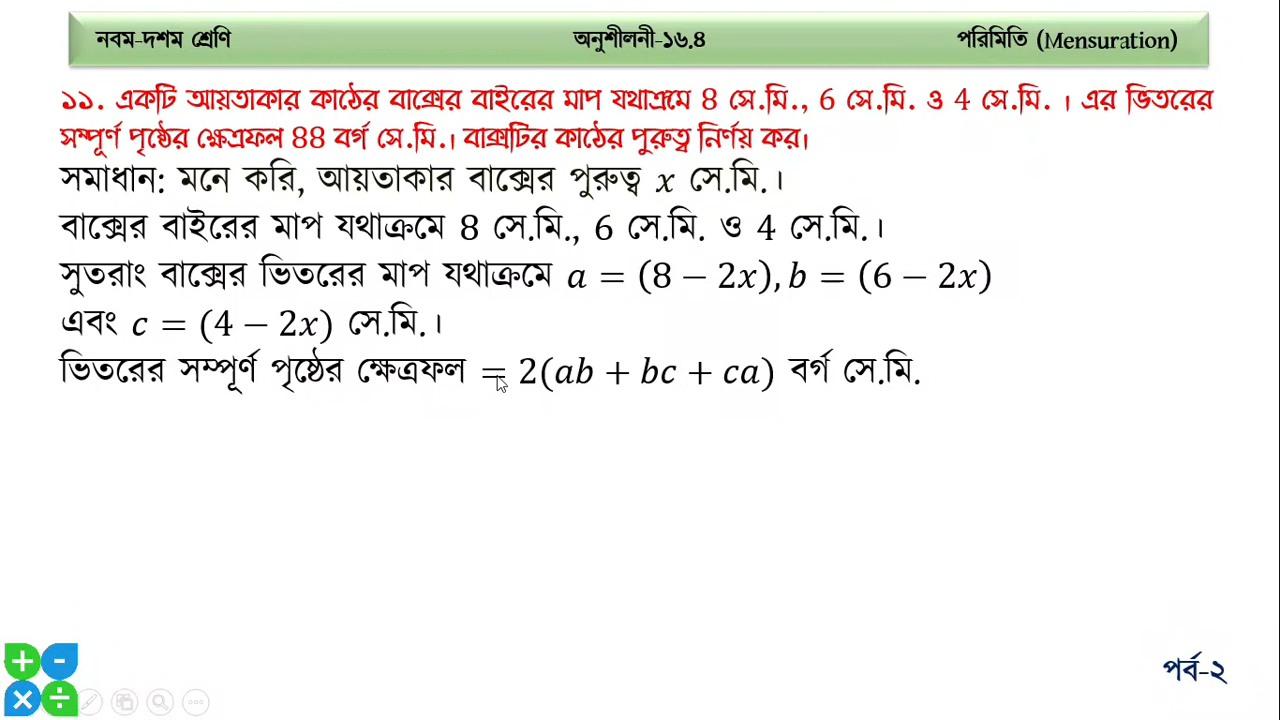 নবম-দশম শ্রেণি অনুশীলনী-১৬.৪ পরিমিতি (Mensuration)
১১. একটি আয়তাকার কাঠের বাক্সের বাইরের মাপ যথাক্রমে 8 সে.মি., 6 সে.মি. ও 4 সে.মি. । এর ভিতরের
সম্পূর্ণ পৃষ্ঠের ক্ষেত্রফল 88 বর্গ সে.মি.। বাক্সটির কাঠের পুরুত্ব নির্ণয় কর।
সমাধান: মনে করি, আয়তাকার বাক্সের পুরুত্ব x সে.মি.।
বাক্সের বাইরের মাপ যথাক্রমে 8 সে.মি., 6 সে.মি. ও 4 সে.মি.।
সুতরাং বাক্সের ভিতরের মাপ যথাক্রমে a = (8 − 2x), b = (6 − 2x)
এবং c = (4 − 2x) সে.মি.।
ভিতরের সম্পূর্ণ পৃষ্ঠের ক্ষেত্রফল = 2(ab + bc + ca) বর্গ সে.মি.
+ -
× ÷
পর্ব-২